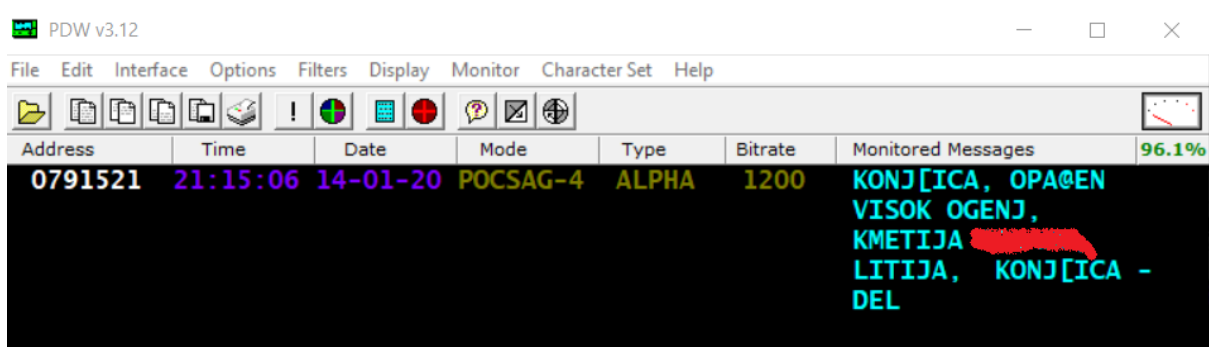 PDW v3.12
File Edit Interface Options Filters Display Monitor Character Set Help
Address Time Date Mode Type Bitrate Monitored Messages 96.1%
0791521 21:15:06 14-01-20 POCSAG-4 ALPHA 1200 KONJ[ICA, OPA@EN
VISOK OGENJ,
KMETIJA
LITIJA, KONJ[ICA -
DEL